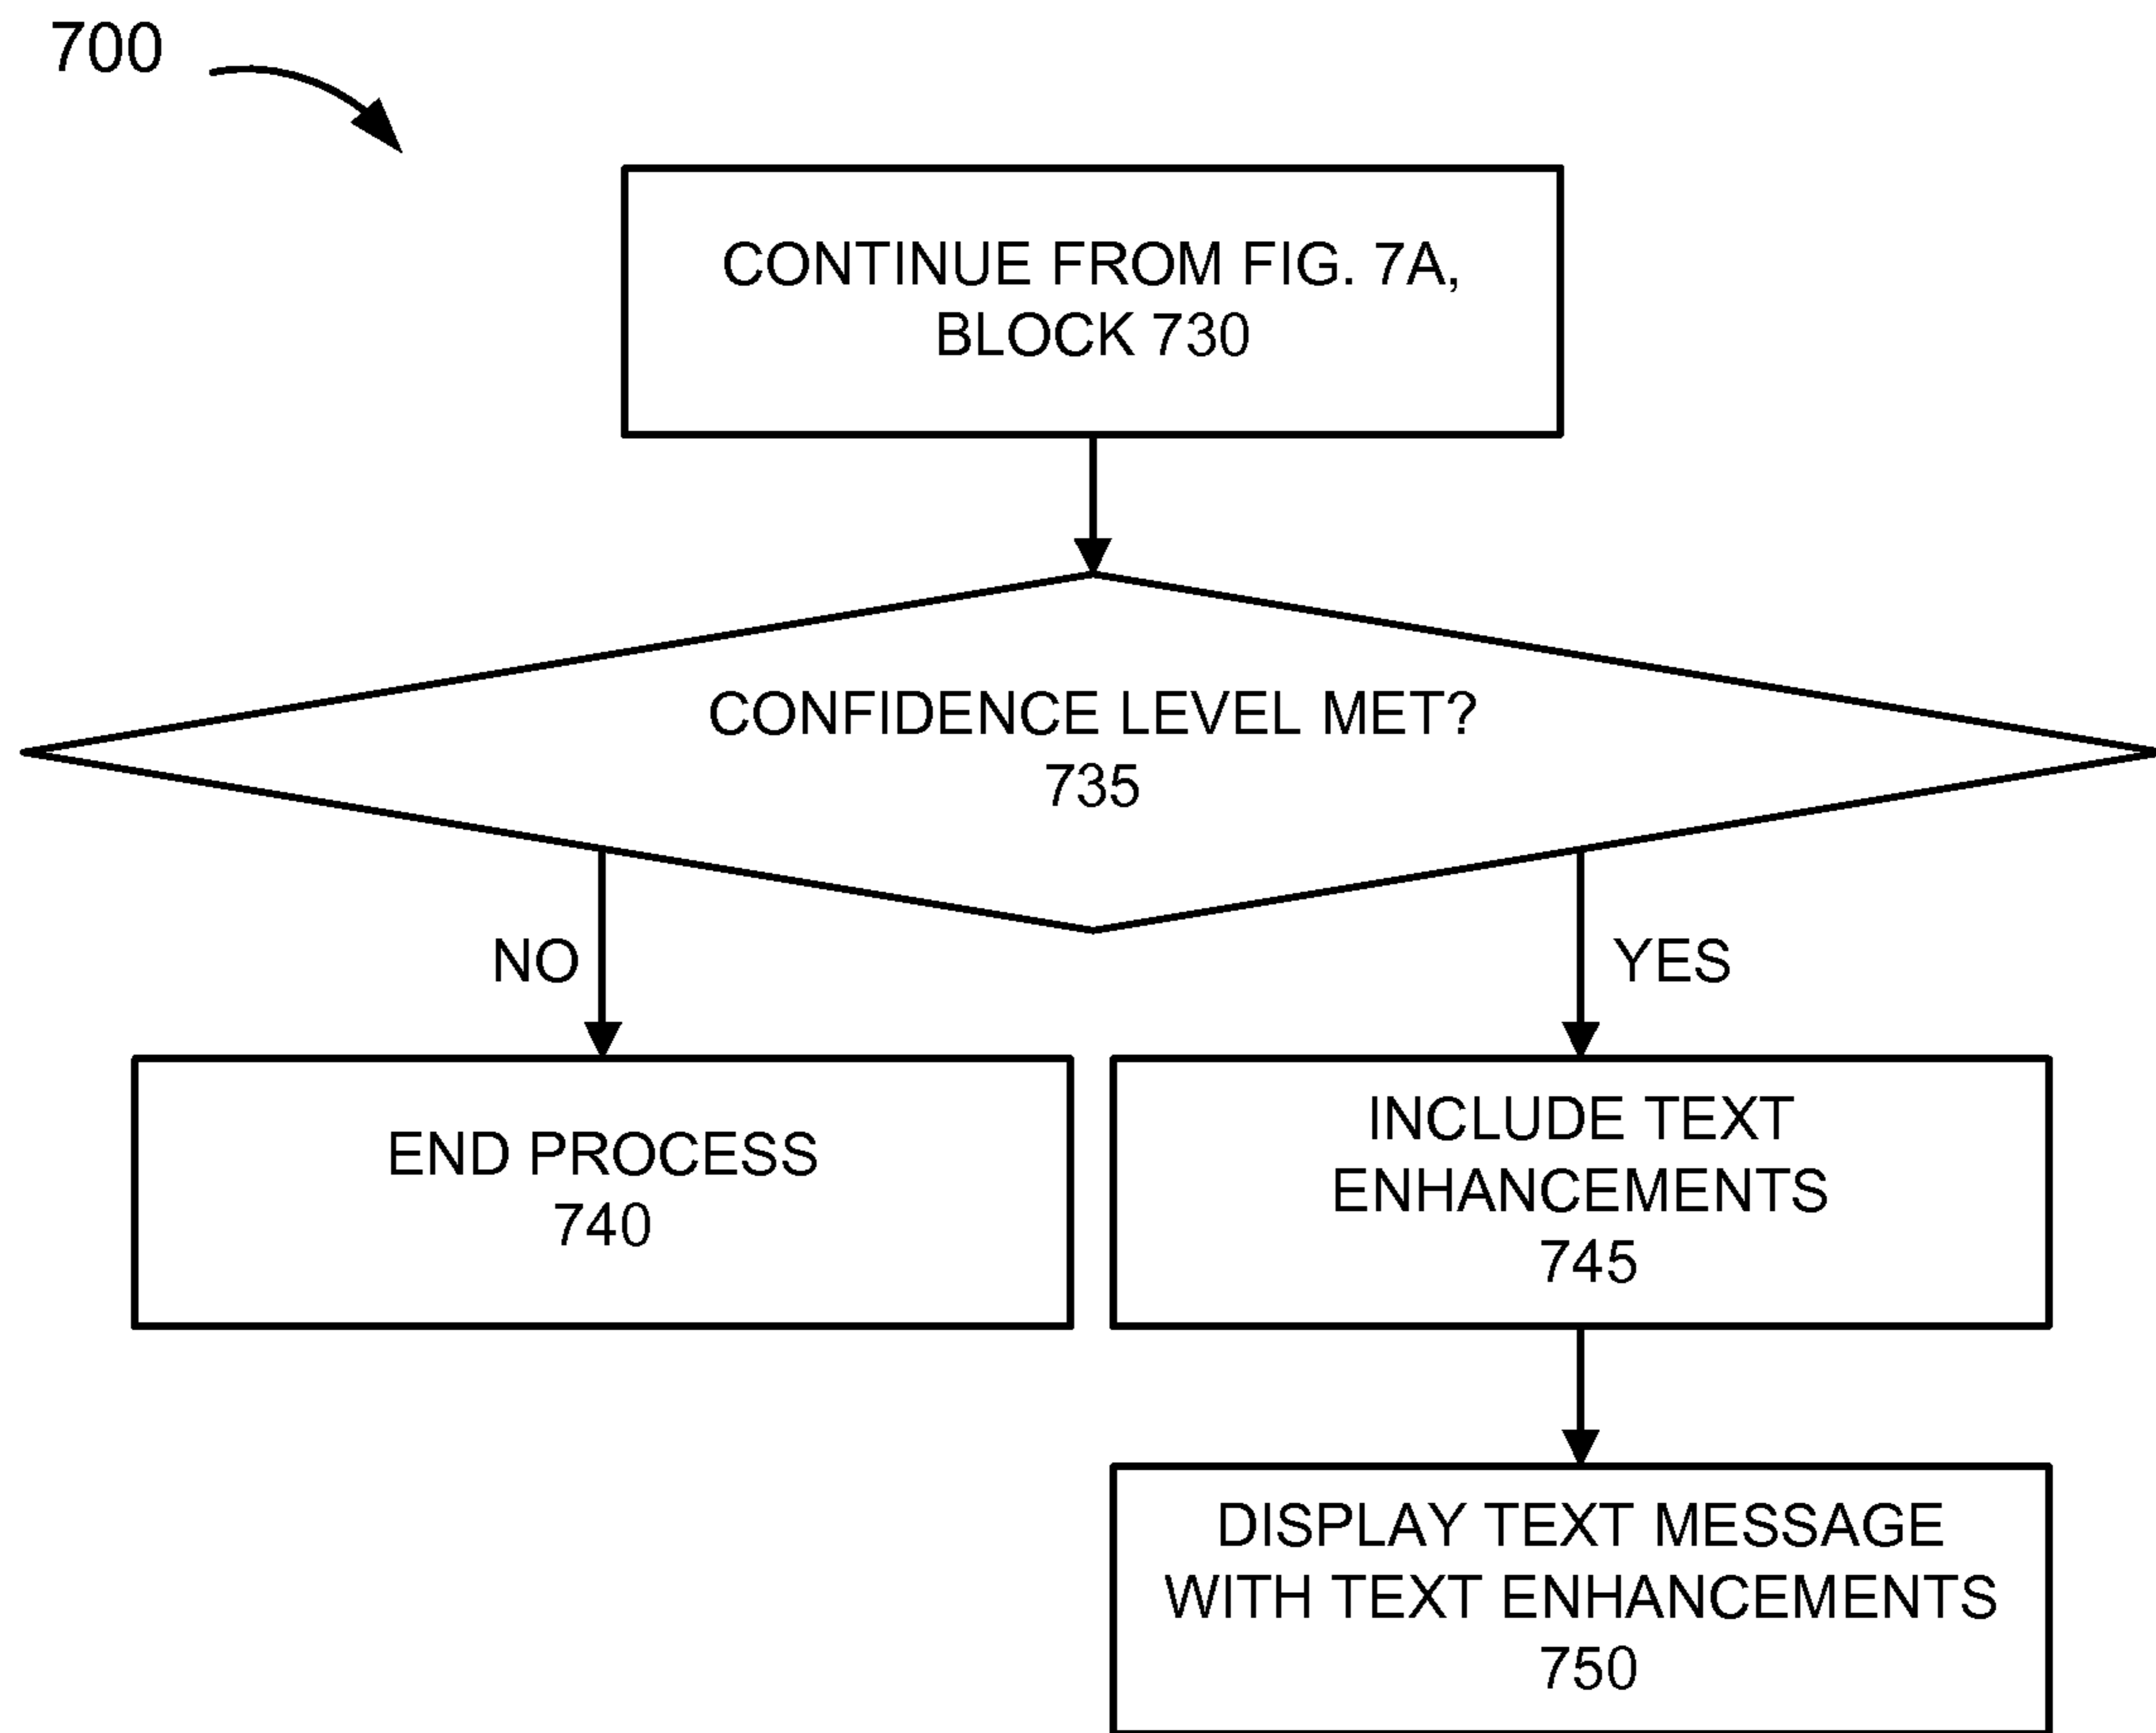 700
CONTINUE FROM FIG. 7A,
BLOCK 730
CONFIDENCE LEVEL MET?
735
NO
YES
END PROCESS
740
INCLUDE TEXT
ENHANCEMENTS
745
DISPLAY TEXT MESSAGE
WITH TEXT ENHANCEMENTS
750